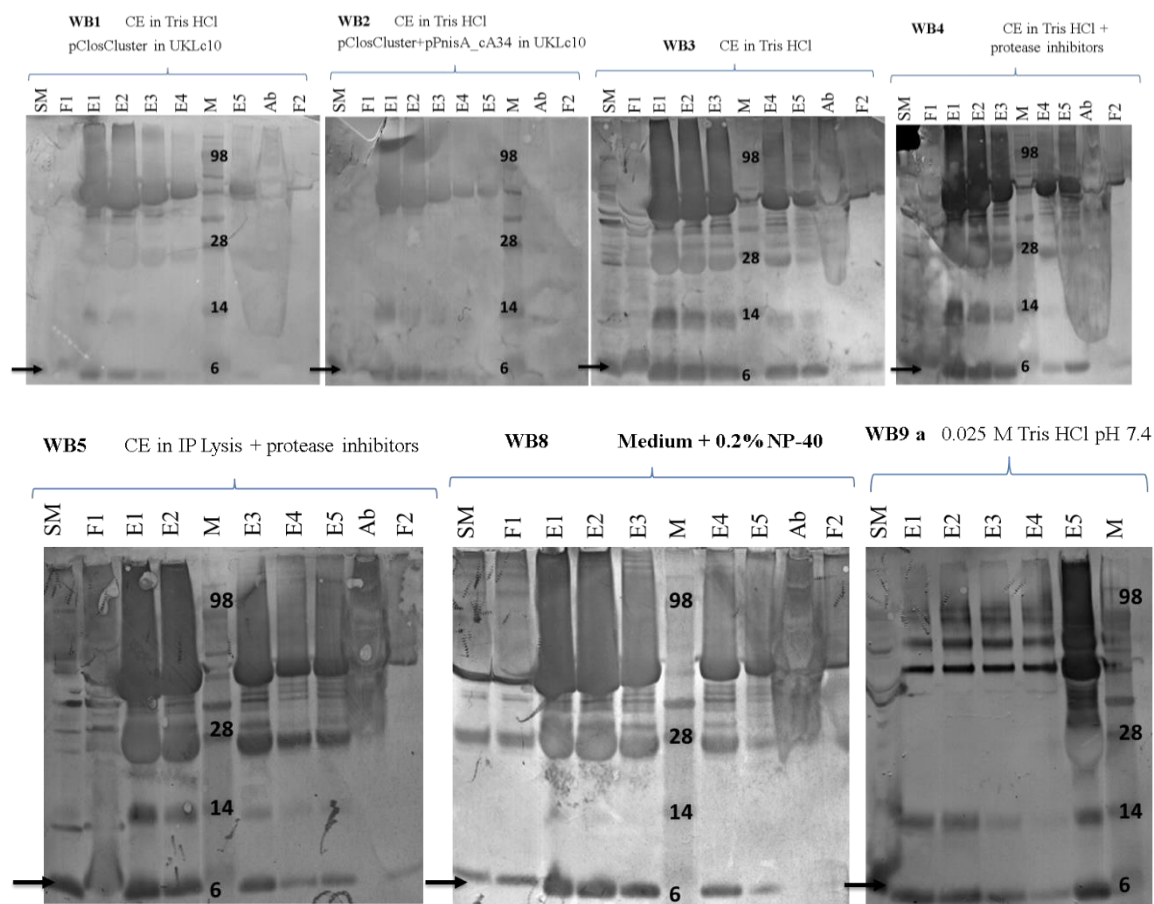 WB1 CE in Tris HCl
pClosCluster in UKLc10
WB2 CE in Tris HCl
pClosCluster+pPnisA_cA34 in UKLc10
WB3 CE in Tris HCl
WB4 CE in Tris HCl +
protease inhibitors
SM F1 E1 E2 E3 E4 M E5 Ab F2
SM F1 E1 E2 E3 E4 E5 M Ab F2
SM F1 E1 E2 E3 M E4 E5 Ab F2
SM F1 E1 E2 E3 M E4 E5 Ab F2
98 98 98 98
28 28 28 28
14 14 14 14
6 6 6 6
WB5 CE in IP Lysis + protease inhibitors
WB8 Medium + 0.2% NP-40
WB9 a 0.025 M Tris HCl pH 7.4
SM F1 E1 E2 M E3 E4 E5 Ab F2
SM F1 E1 E2 E3 M E4 E5 Ab F2
SM E1 E2 E3 E4 E5 M
98 98 98
28 28 28
14 14 14
6 6 6